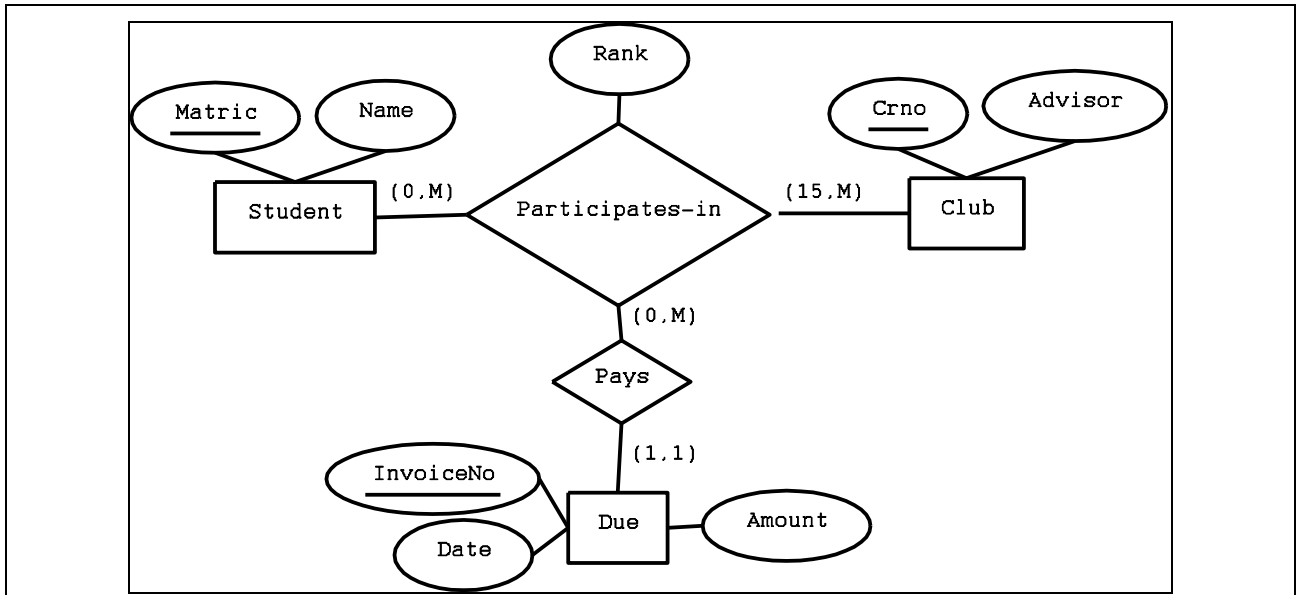 Rank
Matric
Name
Crno
Advisor
(0,M)
(15,M)
Student
Participates-in
Club
(0,M)
Pays
(1,1)
InvoiceNo
Due
Amount
Date